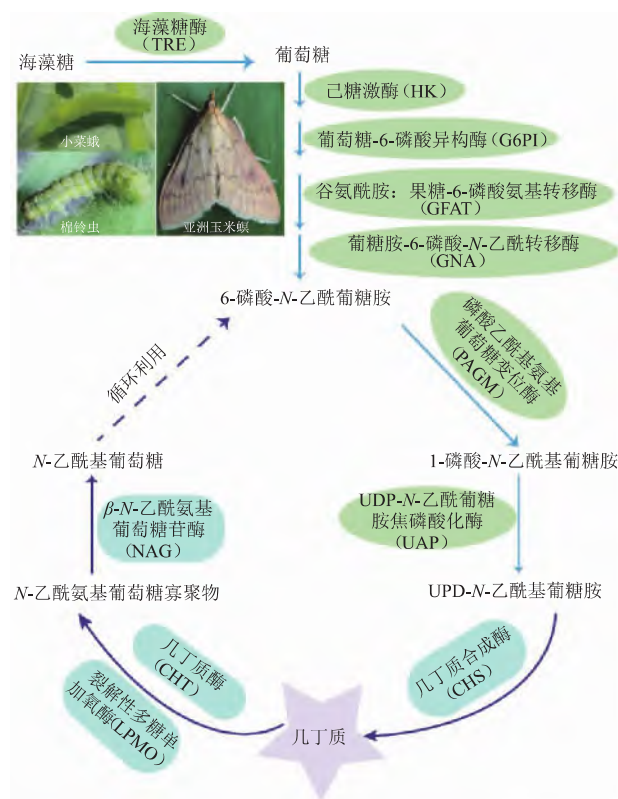 海藻糖酶
(TRE)
海藻糖
葡萄糖
己糖激酶(HK)
葡萄糖-6-磷酸异构酶(G6PI)
谷氨酰胺：果糖-6-磷酸氨基转移酶
(GFAT)
葡糖胺-6-磷酸-N-乙酰转移酶
(GNA)
小菜蛾
棉铃虫
亚洲玉米螟
6-磷酸-N-乙酰葡糖胺
磷酸乙酰基氨基
葡萄糖变位酶
(PAGM)
循环利用
N-乙酰基葡萄糖
1-磷酸-N-乙酰基葡糖胺
β-N-乙酰氨基
葡萄糖苷酶
(NAG)
UDP-N-乙酰葡糖
胺焦磷酸化酶
(UAP)
N-乙酰氨基葡萄糖寡聚物
UPD-N-乙酰基葡糖胺
几丁质酶
(CHT)
裂解性多糖单
加氧酶(LPMO)
几丁质合成酶
(CHS)
几丁质